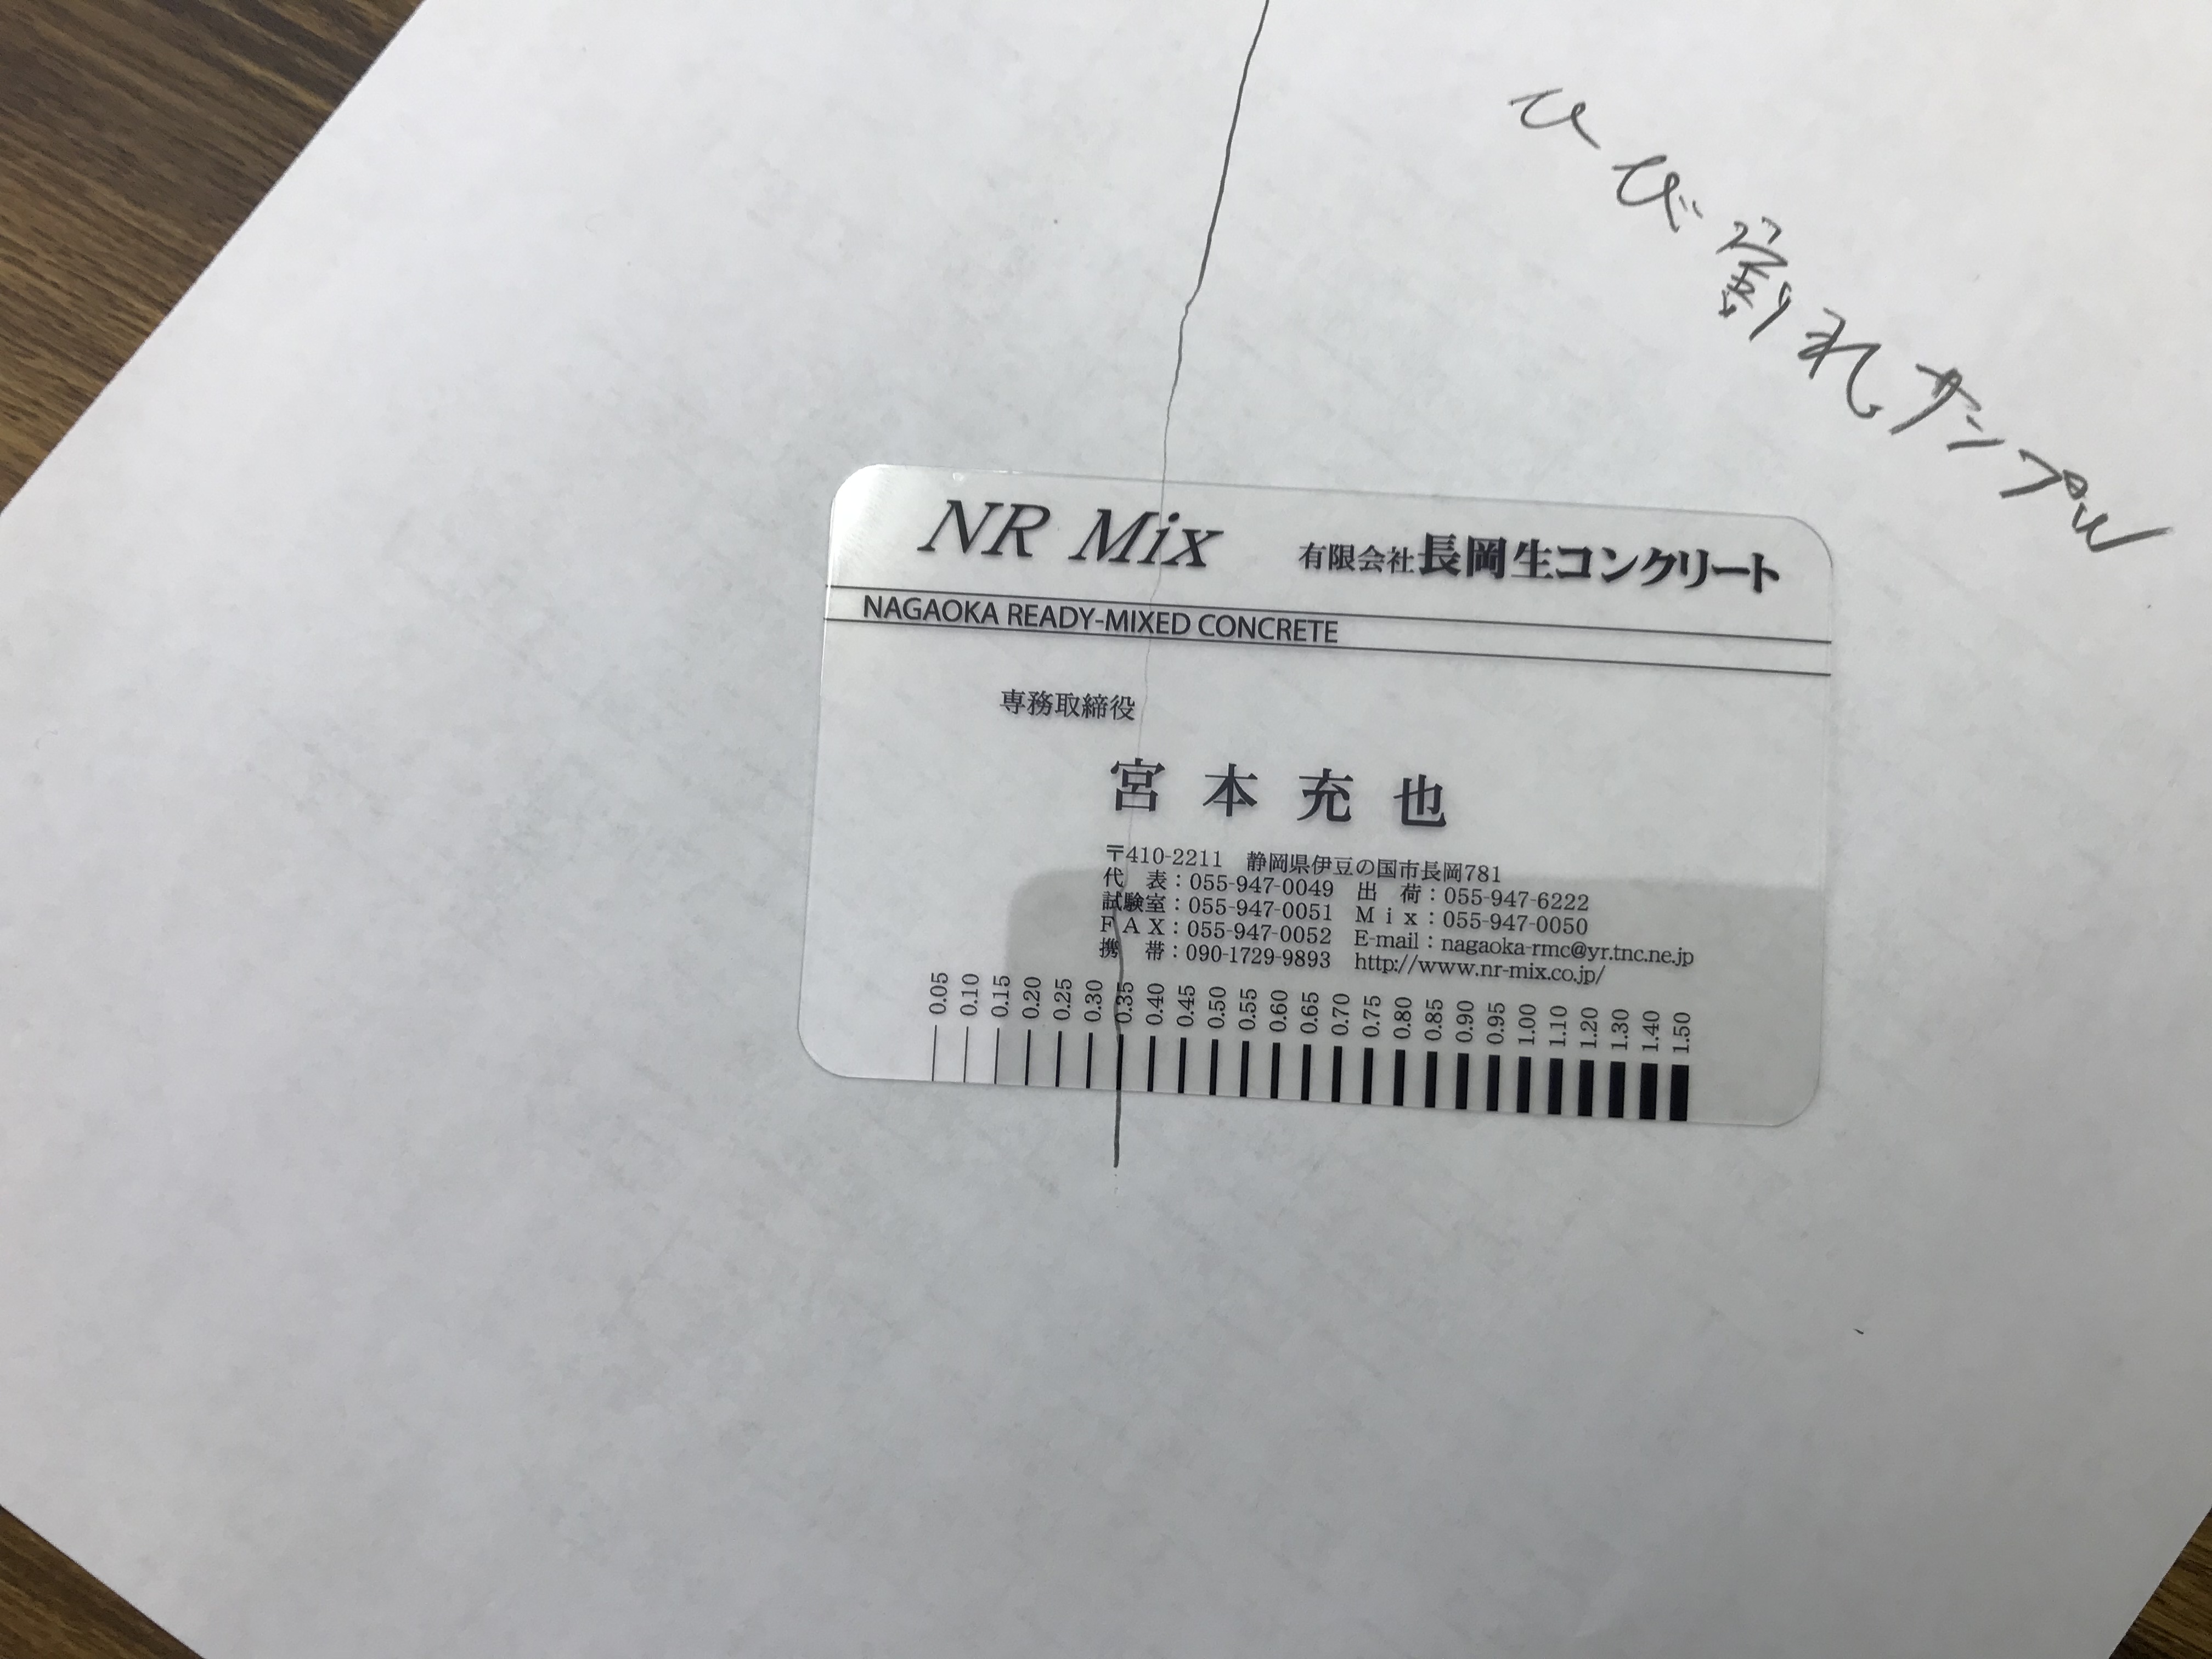 ひび割れサンプル
NR Mix 有限会社長岡生コンクリート
NAGAOKA READY-MIXED CONCRETE
専務取締役
宮本充也
〒410-2211 静岡県伊豆の国市長岡781
代 表：055-947-0049 出 荷：055-947-6222
試験室：055-947-0051 Mix：055-947-0050
FAX：055-947-0052 E-mail：nagaoka-rmc@yr.tnc.ne.jp
携 帯：090-1729-9893 http://www.nr-mix.co.jp/
0.05 0.10 0.15 0.20 0.25 0.30 0.35 0.40 0.45 0.50 0.55 0.60 0.65 0.70 0.75 0.80 0.85 0.90 0.95 1.00 1.10 1.20 1.30 1.40 1.50